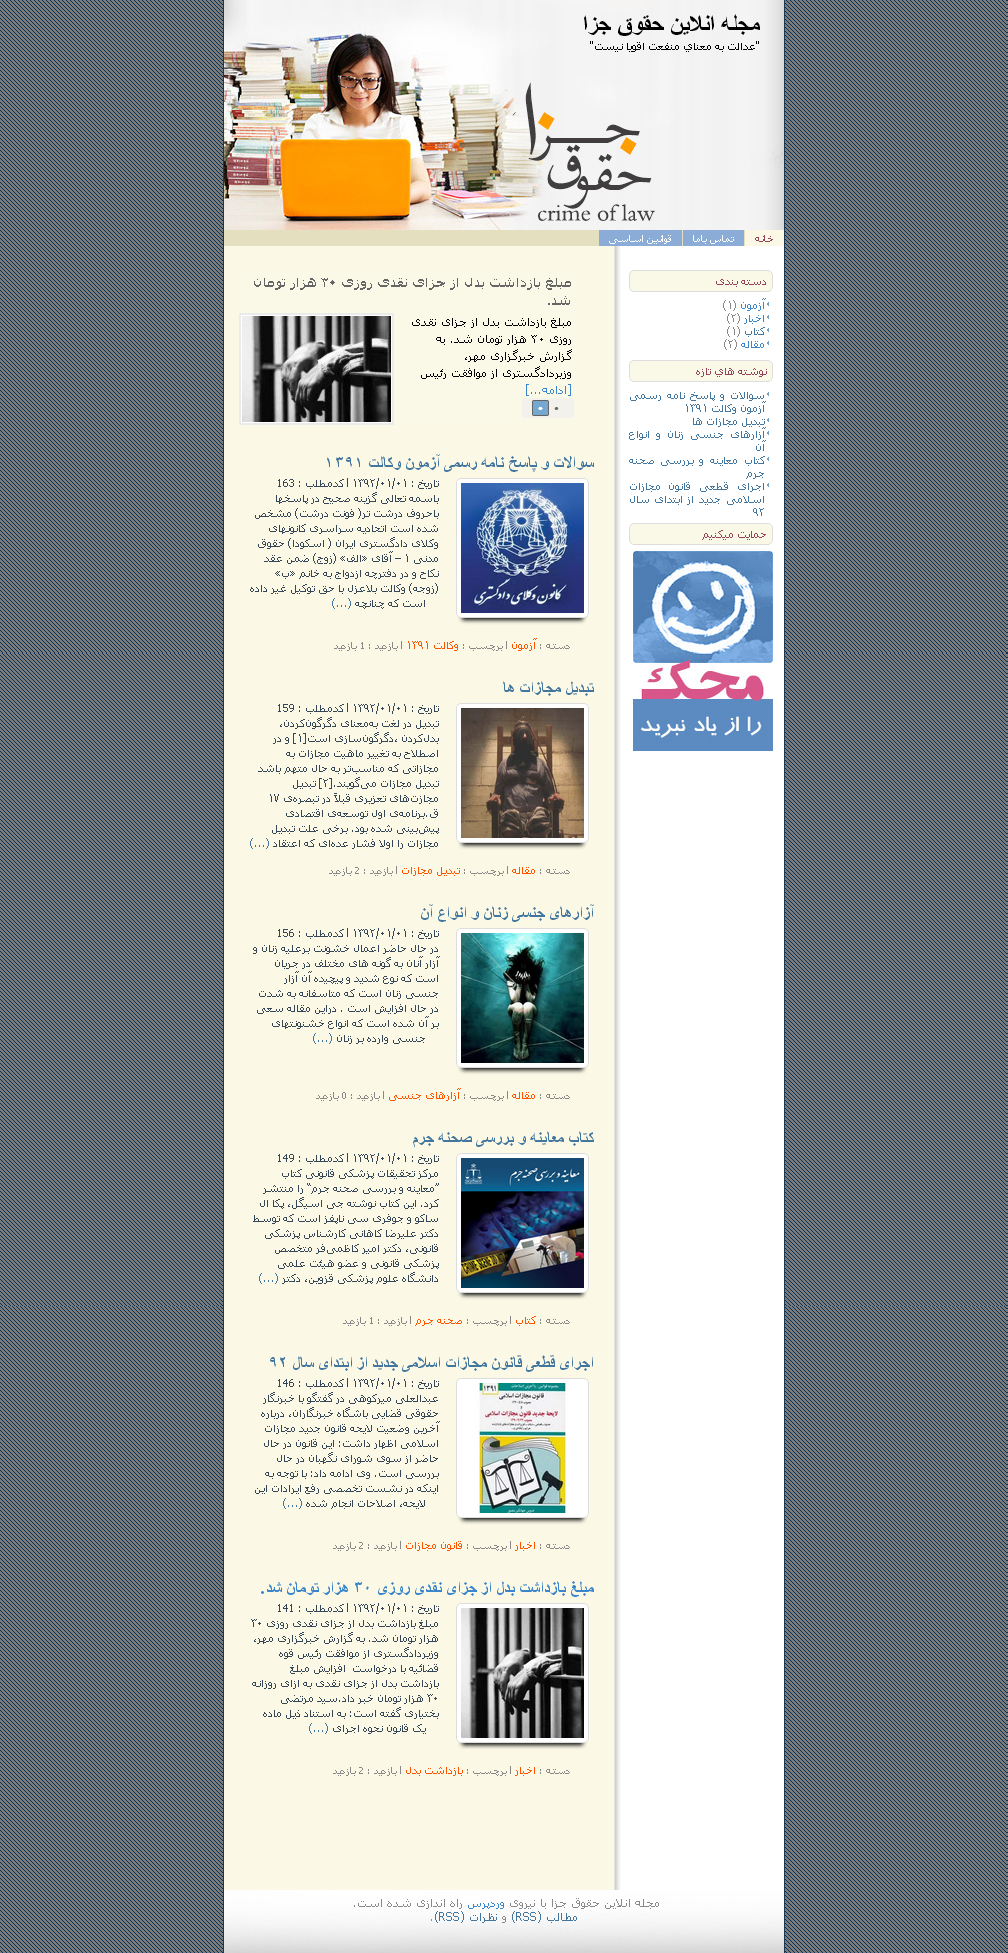 مجله انلاین حقوق جزا
"عدالت به معناي منفعت اقويا نيست"
حقوق جزا
crime of law
خانه
تماس باما
قوانین اساسی
دسته بندی
آزمون (۱)
اخبار (۲)
کتاب (۱)
مقاله (۲)
نوشته هاي تازه
سوالات و پاسخ نامه رسمی
آزمون وکالت ۱۳۹۱
تبدیل مجازات ها
آزارهای جنسی زنان و انواع
آن
کتاب معاینه و بررسی صحنه
جرم
اجرای قطعی قانون مجازات
اسلامی جدید از ابتدای سال
۹۲
حمایت میکنیم
محک
را از یاد نبرید
مبلغ بازداشت بدل از جزای نقدی روزی ۳۰ هزار تومان
شد.
مبلغ بازداشت بدل از جزای نقدی
روزی ۳۰ هزار تومان شد. به
گزارش خبرگزاری مهر،
وزیردادگستری از موافقت رئیس
[ادامه...]
سوالات و پاسخ نامه رسمی آزمون وکالت ۱۳۹۱
تاریخ : ۱۳۹۲/۰۱/۰۱ | کدمطلب : 163
باسمه تعالی گزینه صحیح در پاسخها
باحروف درشت تر( فونت درشت) مشخص
شده است اتحادیه سراسری کانونهای
وکلای دادگستری ایران ( اسکودا) حقوق
مدنی ۱ – آقای «الف» (زوج) ضمن عقد
نکاح و در دفترچه ازدواج به خانم «ب»
(زوجه) وکالت بلاعزل با حق توکیل غیر داده
است که چنانچه (...)
کانون وکلای دادگستری
دسته : آزمون | برچسب : وکالت ۱۳۹۱ | بازدید : 1 بازدید
تبدیل مجازات ها
تاریخ : ۱۳۹۲/۰۱/۰۱ | کدمطلب : 159
تبدیل در لغت به‌معنای دگرگون‌کردن،
بدل‌کردن ،دگرگون‌سازی است[۱] و در
اصطلاح به تغییر ماهیت مجازات به
مجازاتی که مناسب‌تر به حال متهم باشد
تبدیل مجازات می‌گویند.[۲] تبدیل
مجازت‌های تعزیری قبلاً در تبصره‌ی ۱۷
ق.برنامه‌ی اول توسعه‌ی اقتصادی
پیش‌بینی شده بود. برخی علت تبدیل
مجازات را اولا فشار عده‌ای که اعتقاد (...)
دسته : مقاله | برچسب : تبدیل مجازات | بازدید : 2 بازدید
آزارهای جنسی زنان و انواع آن
تاریخ : ۱۳۹۲/۰۱/۰۱ | کدمطلب : 156
در حال حاضر اعمال خشونت برعلیه زنان و
آزار آنان به گونه های مختلف در جریان
است که نوع شدید و پیچیده آن آزار
جنسی زنان است که متاسفانه به شدت
در حال افزایش است . دراین مقاله سعی
بر آن شده است که انواع خشنونتهای
جنسی وارده بر زنان (...)
دسته : مقاله | برچسب : آزارهای جنسی | بازدید : 0 بازدید
کتاب معاینه و بررسی صحنه جرم
تاریخ : ۱۳۹۲/۰۱/۰۱ | کدمطلب : 149
مرکز تحقیقات پزشکی قانونی کتاب
"معاینه و بررسی صحنه جرم" را منتشر
کرد. این کتاب نوشته جی اسیگل، پکا ال
ساکو و جوفری سی نایفز است که توسط
دکتر علیرضا کاهانی کارشناس پزشکی
قانونی، دکتر امیر کاظمی‌فر متخصص
پزشکی قانونی و عضو هیئت علمی
دانشگاه علوم پزشکی قزوین، دکتر (...)
معاینه و بررسی صحنه جرم
دسته : کتاب | برچسب : صحنه جرم | بازدید : 1 بازدید
اجرای قطعی قانون مجازات اسلامی جدید از ابتدای سال ۹۲
تاریخ : ۱۳۹۲/۰۱/۰۱ | کدمطلب : 146
عبدالعلی میرکوهی در گفتگو با خبرنگار
حقوقی قضایی باشگاه خبرنگاران، درباره
آخرین وضعیت لایحه قانون جدید مجازات
اسلامی اظهار داشت: این قانون در حال
حاضر از سوی شورای نگهبان در حال
بررسی است. وی ادامه داد: با توجه به
اینکه در نشست تخصصی رفع ایرادات این
لایحه، اصلاحات انجام شده (...)
۱۳۹۱
قانون مجازات اسلامی
لایحه جدید قانون مجازات اسلامی
دسته : اخبار | برچسب : قانون مجازات | بازدید : 2 بازدید
مبلغ بازداشت بدل از جزای نقدی روزی ۳۰ هزار تومان شد.
تاریخ : ۱۳۹۲/۰۱/۰۱ | کدمطلب : 141
مبلغ بازداشت بدل از جزای نقدی روزی ۳۰
هزار تومان شد. به گزارش خبرگزاری مهر،
وزیردادگستری از موافقت رئیس قوه
قضائیه با درخواست افزایش مبلغ
بازداشت بدل از جزای نقدی به ازای روزانه
۳۰ هزار تومان خبر داد.سید مرتضی
بختیاری گفته است: به استناد ذیل ماده
یک قانون نحوه اجرای (...)
دسته : اخبار | برچسب : بازداشت بدل | بازدید : 2 بازدید
مجله انلاین حقوق جزا با نیروی وردپرس راه اندازی شده است.
مطالب (RSS) و نظرات (RSS).